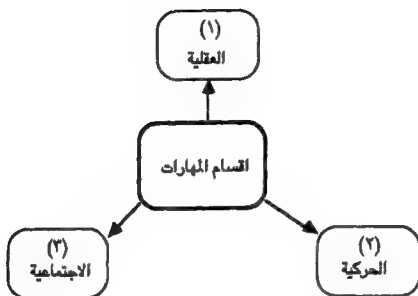 (١)
العقلية
اقسام المهارات
(٢)
الحركية
(٣)
الاجتماعية